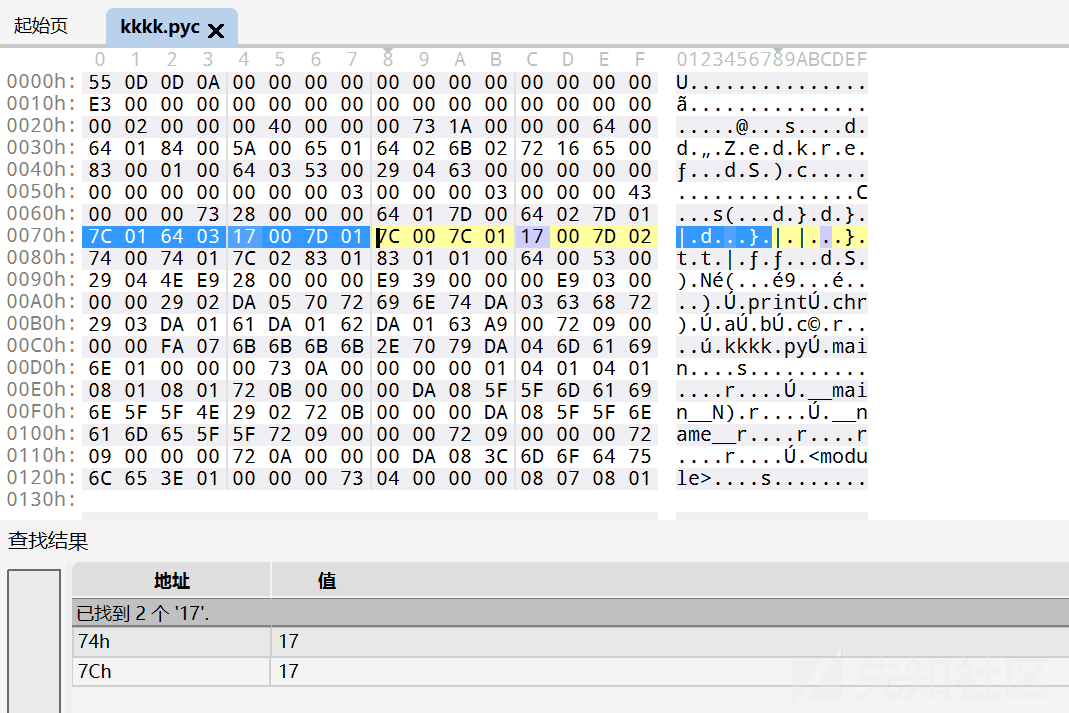 起始页 kkkk.pyc
0 1 2 3 4 5 6 7 8 9 A B C D E F 0123456789ABCDEF
0000h: 55 0D 0D 0A 00 00 00 00 00 00 00 00 00 00 00 00 U...............
0010h: E3 00 00 00 00 00 00 00 00 00 00 00 00 00 00 00 ã...............
0020h: 00 02 00 00 00 40 00 00 00 73 1A 00 00 00 64 00 .....@...s....d.
0030h: 64 01 84 00 5A 00 65 01 64 02 6B 02 72 16 65 00 d.„.Z.e.d.k.r.e.
0040h: 83 00 01 00 64 03 53 00 29 04 63 00 00 00 00 00 ƒ...d.S.).c.....
0050h: 00 00 00 00 00 00 00 03 00 00 00 03 00 00 00 43 ...............C
0060h: 00 00 00 73 28 00 00 00 64 01 7D 00 64 02 7D 01 ...s(...d.}.d.}.
0070h: 7C 01 64 03 17 00 7D 01 7C 00 7C 01 17 00 7D 02 |.d...}.|.|...}.
0080h: 74 00 74 01 7C 02 83 01 83 01 01 00 64 00 53 00 t.t.|.ƒ.ƒ...d.S.
0090h: 29 04 4E E9 28 00 00 00 E9 39 00 00 00 E9 03 00 ).Né(...é9...é..
00A0h: 00 00 29 02 DA 05 70 72 69 6E 74 DA 03 63 68 72 ..).Ú.printÚ.chr
00B0h: 29 03 DA 01 61 DA 01 62 DA 01 63 A9 00 72 09 00 ).Ú.aÚ.bÚ.c©.r..
00C0h: 00 00 FA 07 6B 6B 6B 6B 2E 70 79 DA 04 6D 61 69 ..ú.kkkk.pyÚ.mai
00D0h: 6E 01 00 00 00 73 0A 00 00 00 00 01 04 01 04 01 n....s..........
00E0h: 08 01 08 01 72 0B 00 00 00 DA 08 5F 5F 6D 61 69 ....r....Ú.__mai
00F0h: 6E 5F 5F 4E 29 02 72 0B 00 00 00 DA 08 5F 5F 6E n__N).r....Ú.__n
0100h: 61 6D 65 5F 5F 72 09 00 00 00 72 09 00 00 00 72 ame__r....r....r
0110h: 09 00 00 00 72 0A 00 00 00 DA 08 3C 6D 6F 64 75 ....r....Ú.<modu
0120h: 6C 65 3E 01 00 00 00 73 04 00 00 00 08 07 08 01 le>....s........
0130h:
查找结果
地址 值
已找到 2 个 '17'.
74h 17
7Ch 17
先知社区